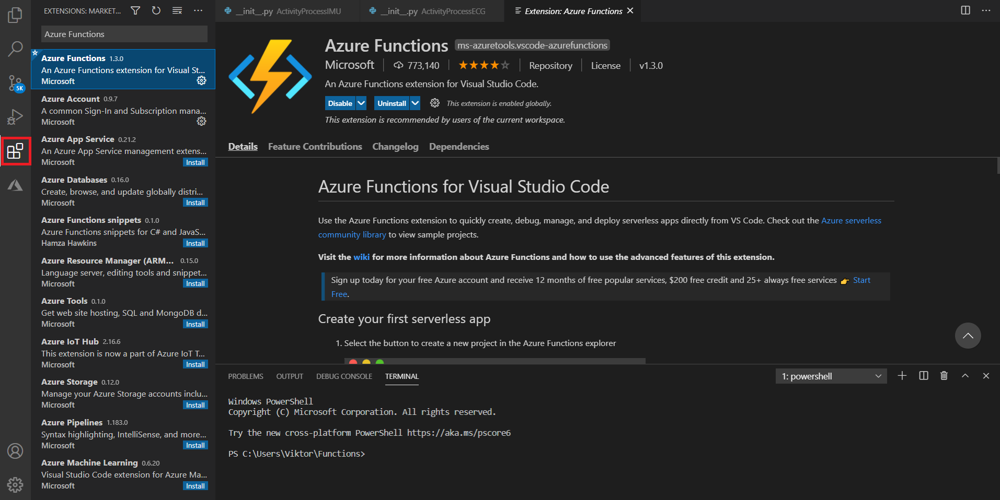 EXTENSIONS: MARKET...
Azure Functions
Azure Functions 1.3.0
An Azure Functions extension for Visual St...
Microsoft
Azure Account 0.9.7
A common Sign-In and Subscription mana...
Microsoft
Azure App Service 0.21.2
An Azure App Service management extens...
Microsoft Install
Azure Databases 0.16.0
Create, browse, and update globally distri...
Microsoft Install
Azure Functions snippets 0.1.0
Azure Functions snippets for C# and JavaS...
Hamza Hawkins Install
Azure Resource Manager (ARM... 0.15.0
Language server, editing tools and snippet...
Microsoft Install
Azure Tools 0.1.0
Get web site hosting, SQL and MongoDB d...
Microsoft Install
Azure IoT Hub 2.16.6
This extension is now a part of Azure IoT T...
Microsoft Install
Azure Storage 0.12.0
Manage your Azure Storage accounts inclu...
Microsoft Install
Azure Pipelines 1.183.0
Syntax highlighting, IntelliSense, and more...
Microsoft Install
Azure Machine Learning 0.6.20
Visual Studio Code extension for Azure Ma...
Microsoft Install
5K
__init__.py ActivityProcessIMU
__init__.py ActivityProcessECG
Extension: Azure Functions
Azure Functions ms-azuretools.vscode-azurefunctions
Microsoft 773,140 Repository License v1.3.0
An Azure Functions extension for Visual Studio Code.
Disable Uninstall This extension is enabled globally.
This extension is recommended by users of the current workspace.
Details Feature Contributions Changelog Dependencies
Azure Functions for Visual Studio Code
Use the Azure Functions extension to quickly create, debug, manage, and deploy serverless apps directly from VS Code. Check out the Azure serverless
community library to view sample projects.
Visit the wiki for more information about Azure Functions and how to use the advanced features of this extension.
Sign up today for your free Azure account and receive 12 months of free popular services, $200 free credit and 25+ always free services 👉 Start
Free.
Create your first serverless app
1. Select the button to create a new project in the Azure Functions explorer
PROBLEMS OUTPUT DEBUG CONSOLE TERMINAL 1: powershell
Windows PowerShell
Copyright (C) Microsoft Corporation. All rights reserved.
Try the new cross-platform PowerShell https://aka.ms/pscore6
PS C:\Users\Viktor\Functions>